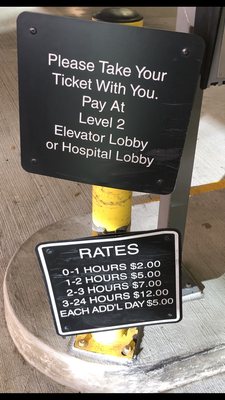 Please Take Your
Ticket With You.
Pay At
Level 2
Elevator Lobby
or Hospital Lobby
RATES
0-1 HOURS $2.00
1-2 HOURS $5.00
2-3 HOURS $7.00
3-24 HOURS $12.00
EACH ADD'L DAY $5.00